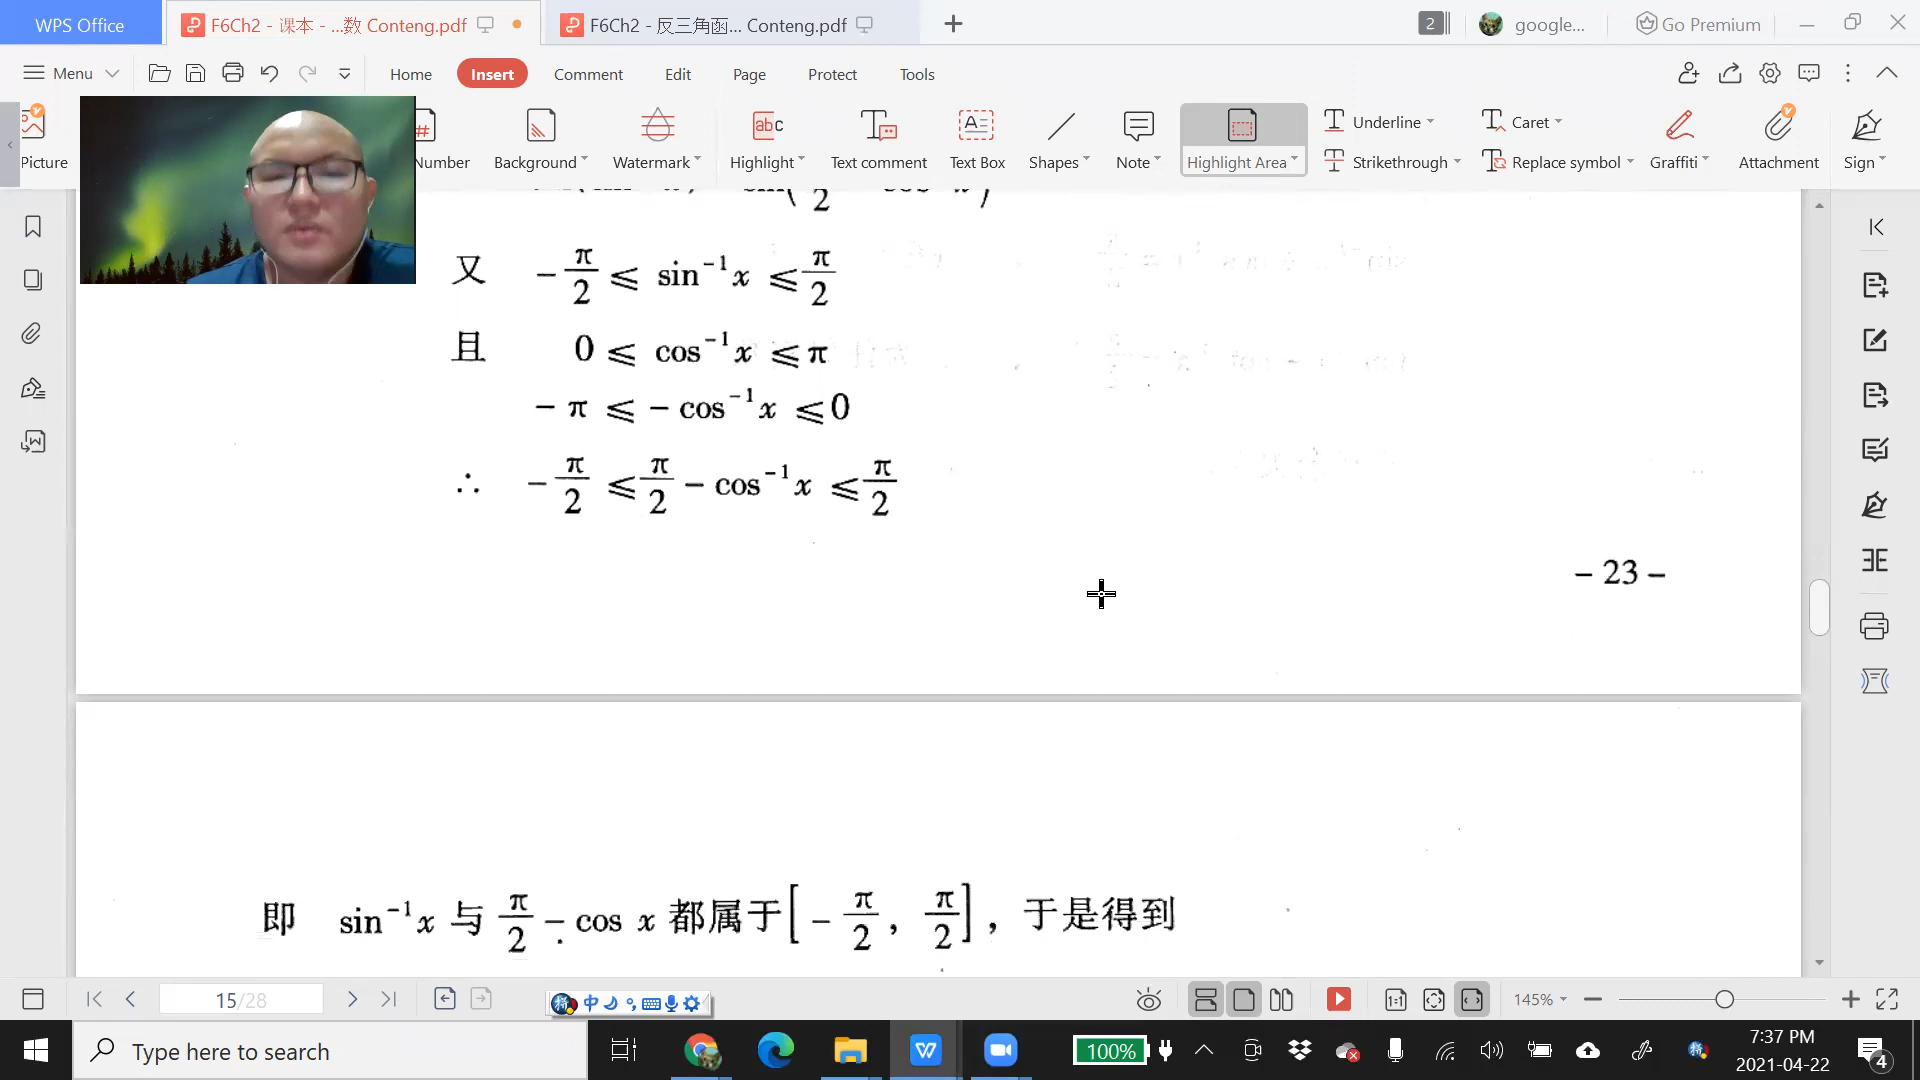 WPS Office
F6Ch2 - 课本 - ...数 Conteng.pdf
F6Ch2 - 反三角函... Conteng.pdf
2
google...
Go Premium
Menu
Home
Insert
Comment
Edit
Page
Protect
Tools
Picture
Number
Background
Watermark
Highlight
Text comment
Text Box
Shapes
Note
Highlight Area
Underline
Strikethrough
Caret
Replace symbol
Graffiti
Attachment
Sign
又 -π/2 ≤ sin⁻¹x ≤ π/2
且 0 ≤ cos⁻¹x ≤ π
-π ≤ -cos⁻¹x ≤ 0
∴ -π/2 ≤ π/2 - cos⁻¹x ≤ π/2
- 23 -
即 sin⁻¹x 与 π/2 - cos x 都属于[-π/2, π/2], 于是得到
15/28
中
145%
Type here to search
100%
7:37 PM
2021-04-22
4